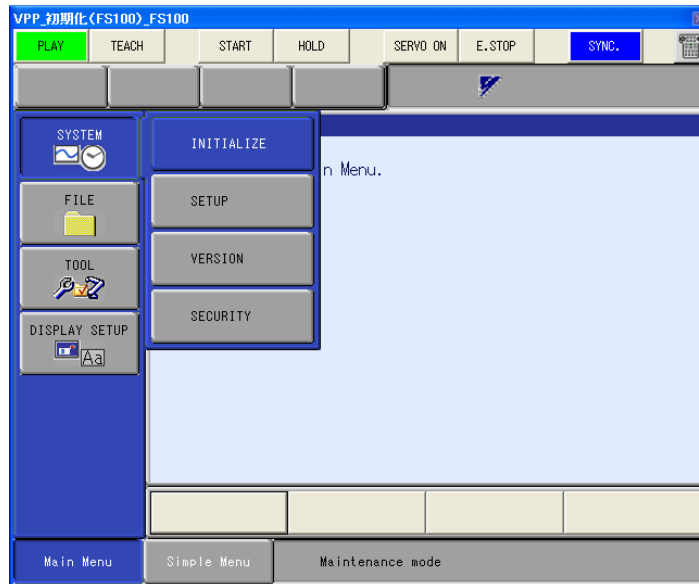 VPP_初期化(FS100)_FS100
PLAY TEACH START HOLD SERVO ON E.STOP SYNC.
SYSTEM
INITIALIZE
n Menu.
FILE
SETUP
TOOL
VERSION
DISPLAY SETUP
Aa
SECURITY
Main Menu Simple Menu Maintenance mode